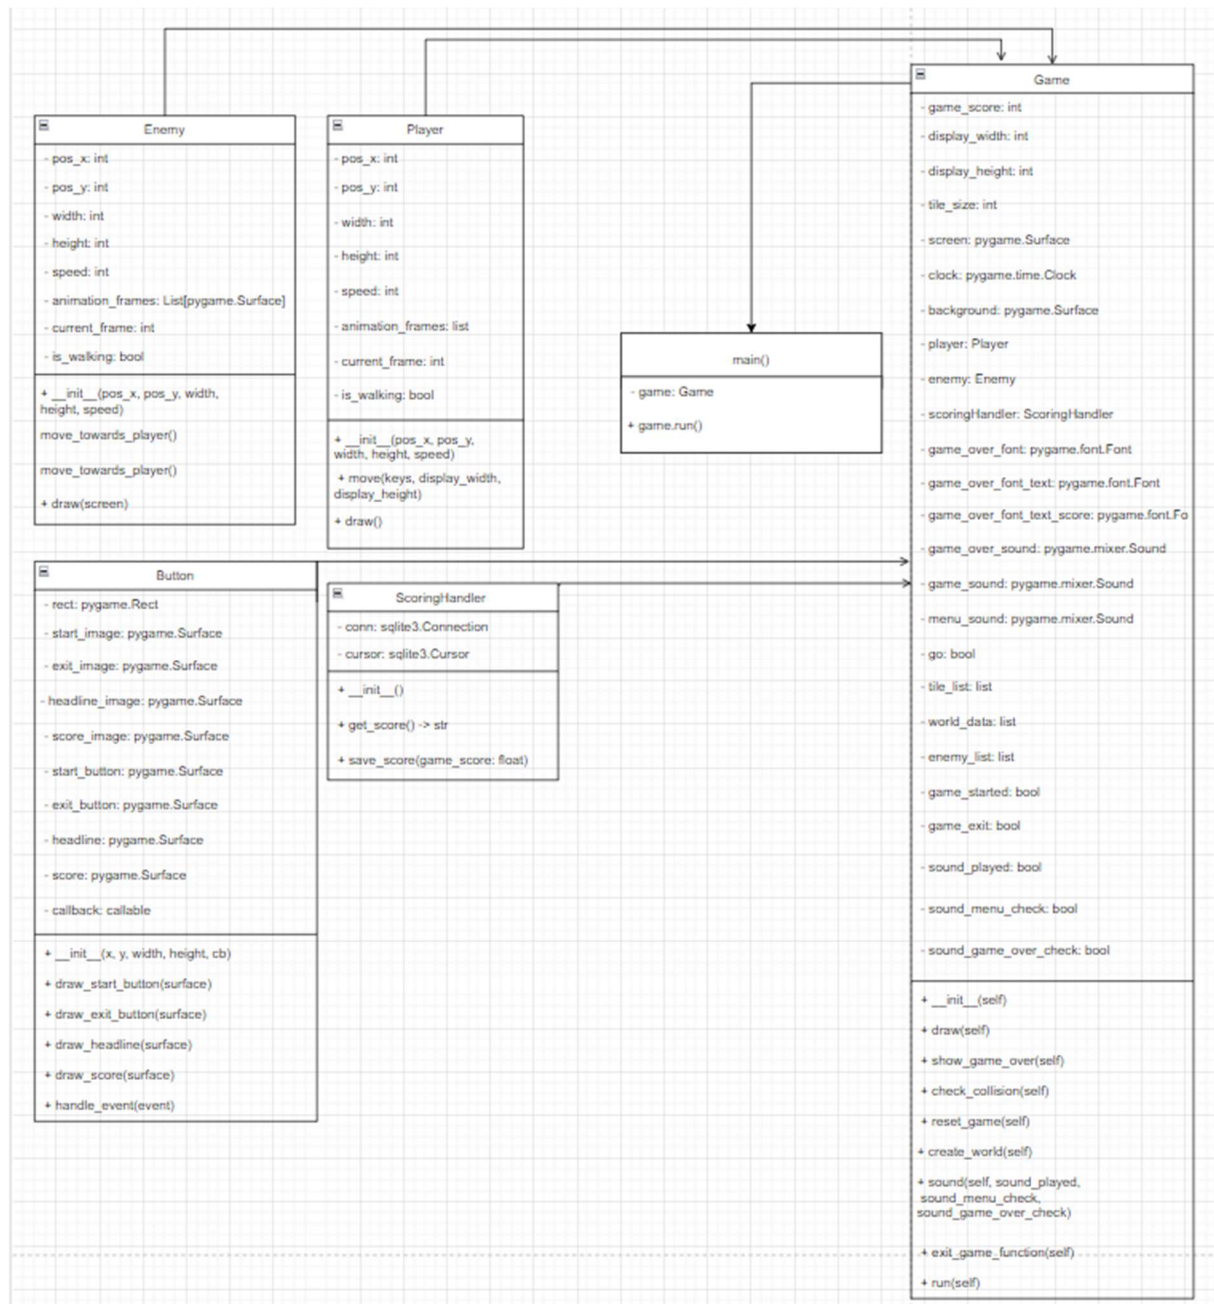 Enemy
- pos_x: int
- pos_y: int
- width: int
- height: int
- speed: int
- animation_frames: List[pygame.Surface]
- current_frame: int
- is_walking: bool
+ __init__(pos_x, pos_y, width,
height, speed)
move_towards_player()
move_towards_player()
+ draw(screen)
Player
- pos_x: int
- pos_y: int
- width: int
- height: int
- speed: int
- animation_frames: list
- current_frame: int
- is_walking: bool
+ __init__(pos_x, pos_y,
width, height, speed)
+ move(keys, display_width,
display_height)
+ draw()
main()
- game: Game
+ game.run()
Button
- rect: pygame.Rect
- start_image: pygame.Surface
- exit_image: pygame.Surface
- headline_image: pygame.Surface
- score_image: pygame.Surface
- start_button: pygame.Surface
- exit_button: pygame.Surface
- headline: pygame.Surface
- score: pygame.Surface
- callback: callable
+ __init__(x, y, width, height, cb)
+ draw_start_button(surface)
+ draw_exit_button(surface)
+ draw_headline(surface)
+ draw_score(surface)
+ handle_event(event)
ScoringHandler
- conn: sqlite3.Connection
- cursor: sqlite3.Cursor
+ __init__()
+ get_score() -> str
+ save_score(game_score: float)
Game
- game_score: int
- display_width: int
- display_height: int
- tile_size: int
- screen: pygame.Surface
- clock: pygame.time.Clock
- background: pygame.Surface
- player: Player
- enemy: Enemy
- scoringHandler: ScoringHandler
- game_over_font: pygame.font.Font
- game_over_font_text: pygame.font.Font
- game_over_font_text_score: pygame.font.Fo
- game_over_sound: pygame.mixer.Sound
- game_sound: pygame.mixer.Sound
- menu_sound: pygame.mixer.Sound
- go: bool
- tile_list: list
- world_data: list
- enemy_list: list
- game_started: bool
- game_exit: bool
- sound_played: bool
- sound_menu_check: bool
- sound_game_over_check: bool
+ __init__(self)
+ draw(self)
+ show_game_over(self)
+ check_collision(self)
+ reset_game(self)
+ create_world(self)
+ sound(self, sound_played,
sound_menu_check,
sound_game_over_check)
+ exit_game_function(self)
+ run(self)